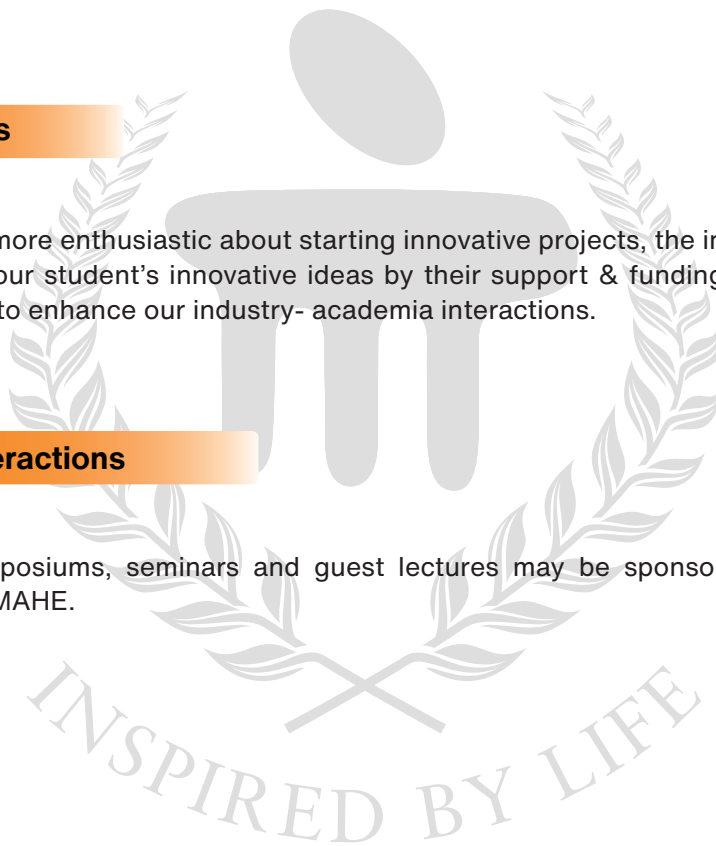 s
more enthusiastic about starting innovative projects, the in
our student's innovative ideas by their support & funding
to enhance our industry- academia interactions.
eractions
posiums, seminars and guest lectures may be sponso
MAHE.
INSPIRED BY LIFE